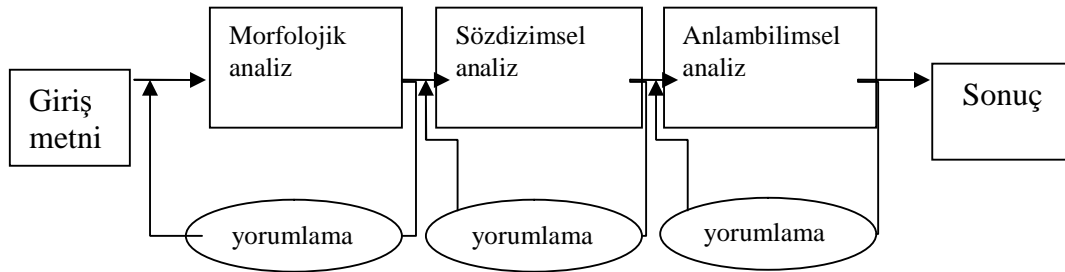 Giriş
metni
Morfolojik
analiz
Sözdizimsel
analiz
Anlambilimsel
analiz
Sonuç
yorumlama
yorumlama
yorumlama